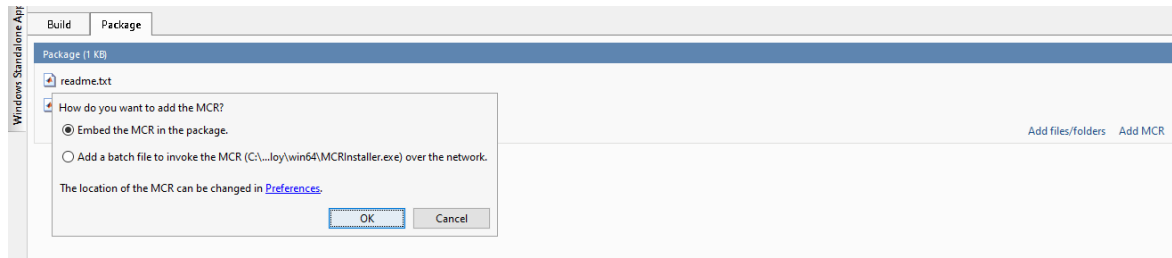 Windows Standalone App
Build Package
Package (1 KB)
readme.txt
How do you want to add the MCR?
Embed the MCR in the package.
Add files/folders Add MCR
Add a batch file to invoke the MCR (C:\...loy\win64\MCRInstaller.exe) over the network.
The location of the MCR can be changed in Preferences.
OK Cancel